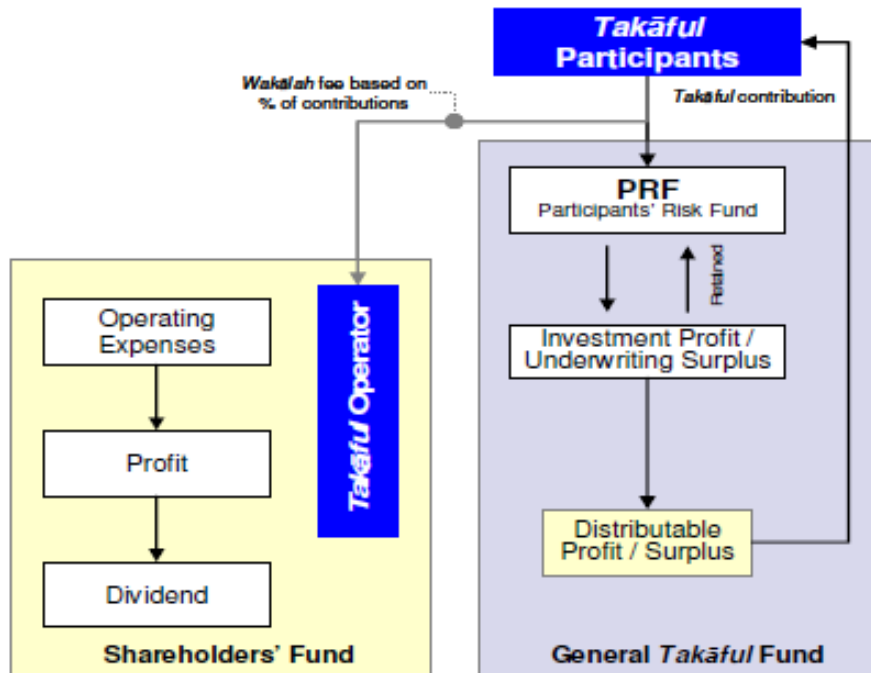 Takāful
Participants
Wakālah fee based on
% of contributions
Takāful contribution
PRF
Participants' Risk Fund
Retained
Investment Profit /
Underwriting Surplus
Distributable
Profit / Surplus
General Takāful Fund
Takāful Operator
Operating
Expenses
Profit
Dividend
Shareholders' Fund